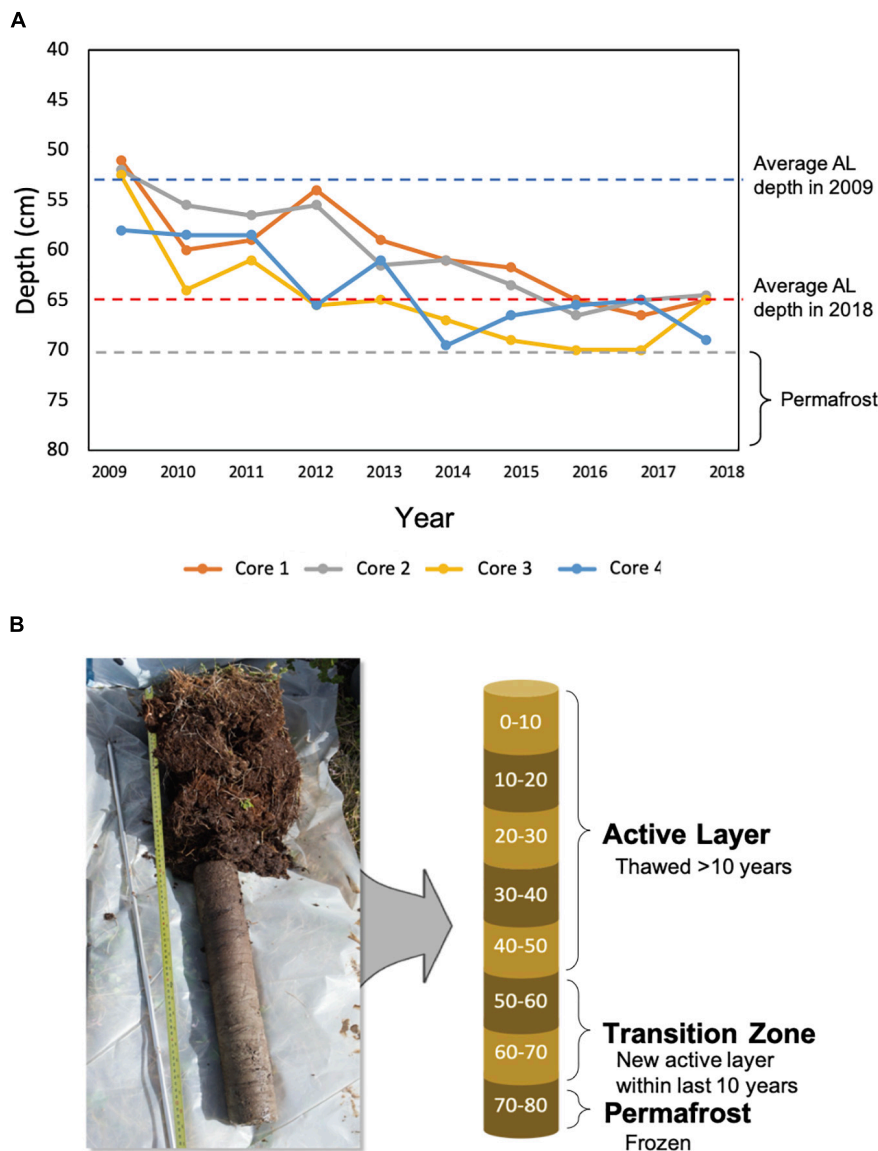 A
40
45
50
55
60
65
70
75
80
Depth (cm)
Average AL
depth in 2009
Average AL
depth in 2018
Permafrost
2009 2010 2011 2012 2013 2014 2015 2016 2017 2018
Year
Core 1 Core 2 Core 3 Core 4
B
0-10
10-20
20-30
30-40
40-50
50-60
60-70
70-80
Active Layer
Thawed >10 years
Transition Zone
New active layer
within last 10 years
Permafrost
Frozen